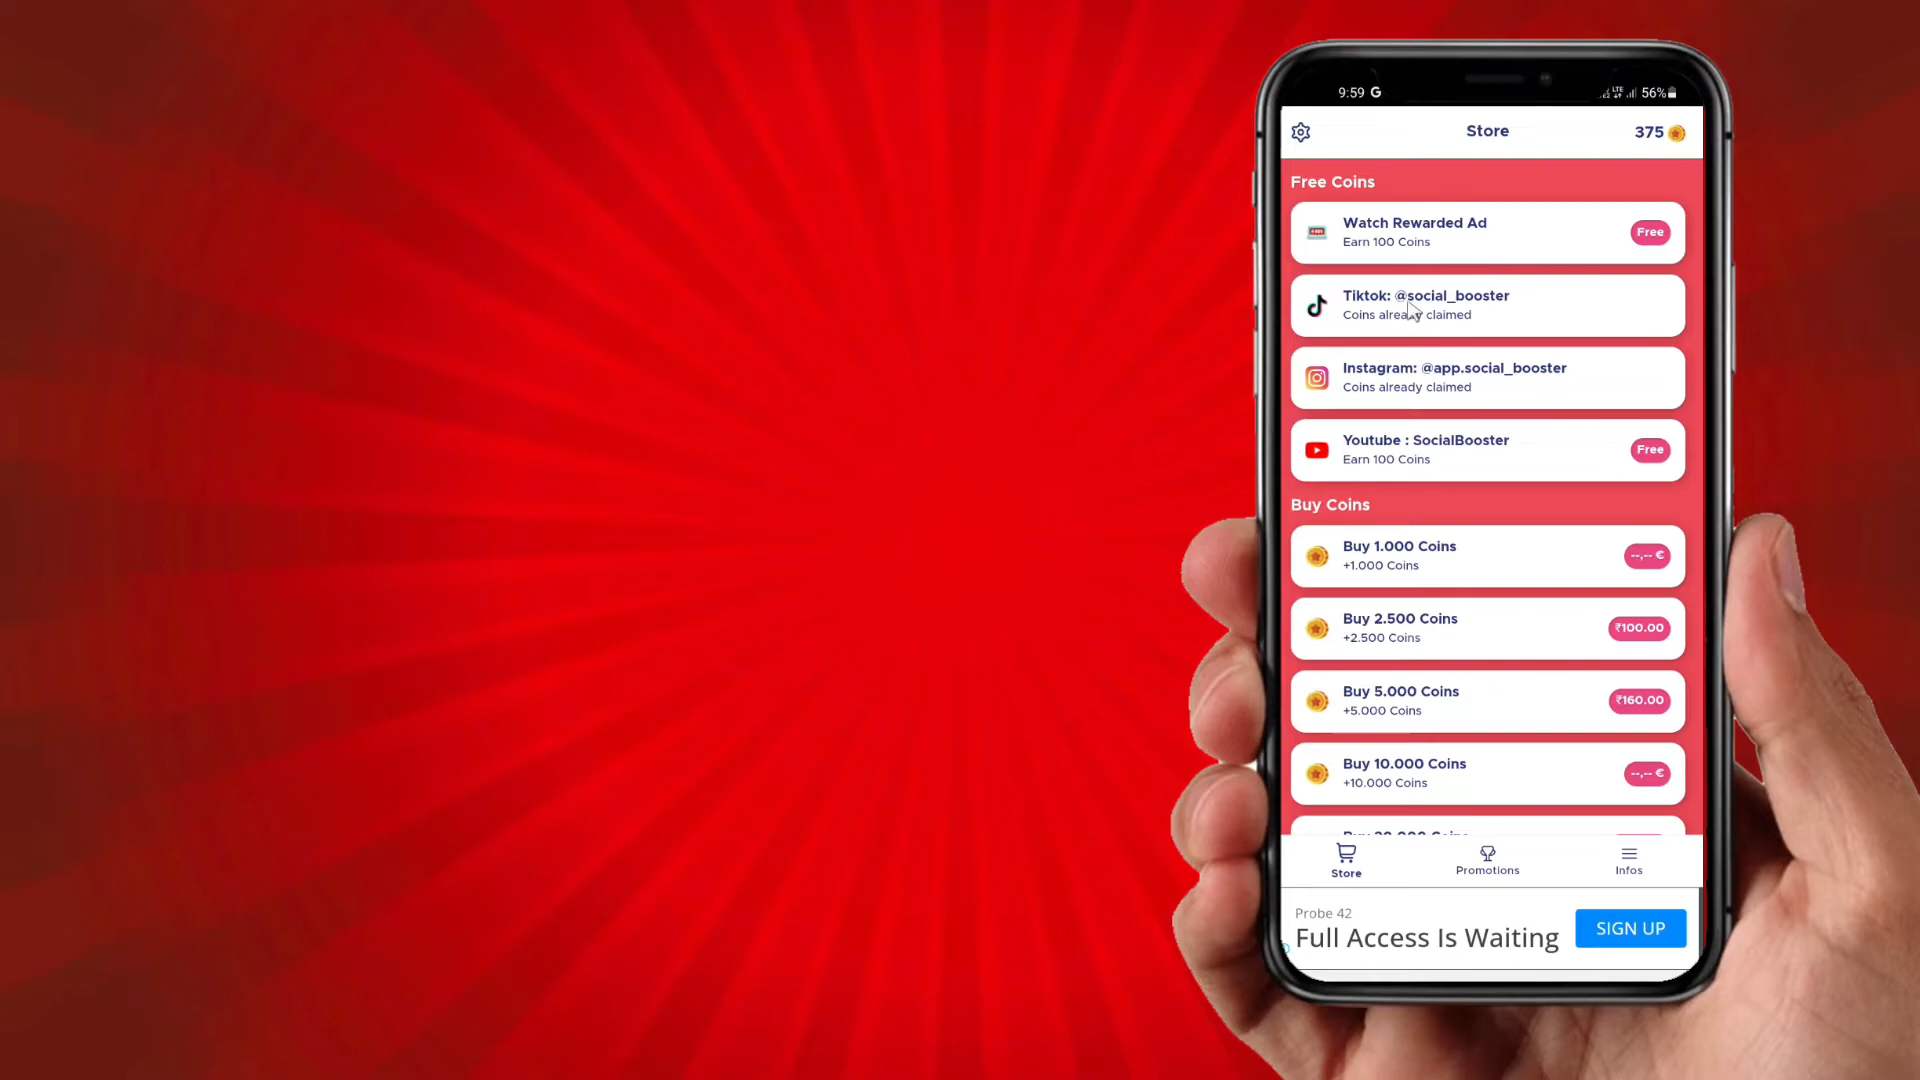 9:59 G
LTE 56%
Store
375
Free Coins
Watch Rewarded Ad
Earn 100 Coins
Free
Tiktok: @social_booster
Coins already claimed
Instagram: @app.social_booster
Coins already claimed
Youtube : SocialBooster
Earn 100 Coins
Free
Buy Coins
Buy 1.000 Coins
+1.000 Coins
--,-- €
Buy 2.500 Coins
+2.500 Coins
₹100.00
Buy 5.000 Coins
+5.000 Coins
₹160.00
Buy 10.000 Coins
+10.000 Coins
--,-- €
Store
Promotions
Infos
Probe 42
Full Access Is Waiting
SIGN UP